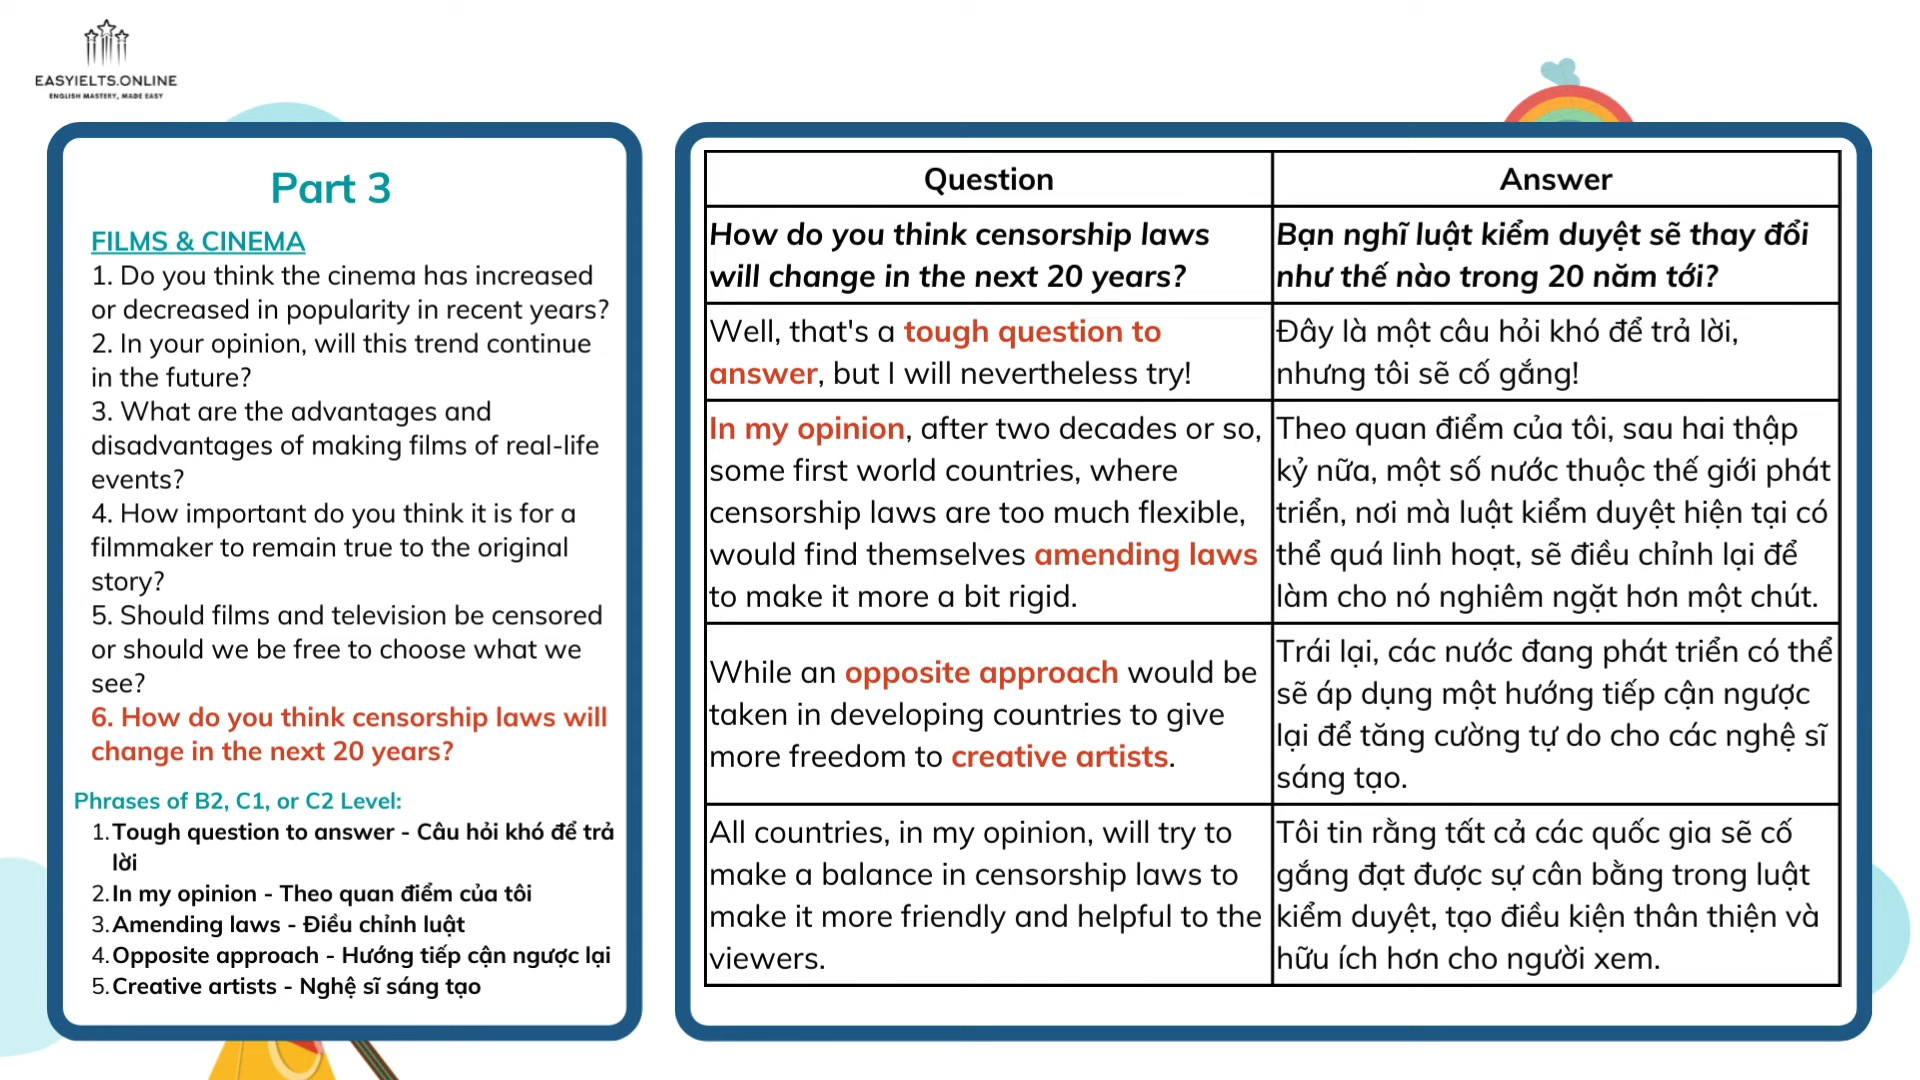 EASYIELTS.ONLINE
ENGLISH MASTERY, MADE EASY
Part 3
FILMS & CINEMA
1. Do you think the cinema has increased
or decreased in popularity in recent years?
2. In your opinion, will this trend continue
in the future?
3. What are the advantages and
disadvantages of making films of real-life
events?
4. How important do you think it is for a
filmmaker to remain true to the original
story?
5. Should films and television be censored
or should we be free to choose what we
see?
6. How do you think censorship laws will
change in the next 20 years?
Phrases of B2, C1, or C2 Level:
1. Tough question to answer - Câu hỏi khó để trả
lời
2. In my opinion - Theo quan điểm của tôi
3. Amending laws - Điều chỉnh luật
4. Opposite approach - Hướng tiếp cận ngược lại
5. Creative artists - Nghệ sĩ sáng tạo
Question
Answer
How do you think censorship laws
will change in the next 20 years?
Bạn nghĩ luật kiểm duyệt sẽ thay đổi
như thế nào trong 20 năm tới?
Well, that's a tough question to
answer, but I will nevertheless try!
Đây là một câu hỏi khó để trả lời,
nhưng tôi sẽ cố gắng!
In my opinion, after two decades or so,
some first world countries, where
censorship laws are too much flexible,
would find themselves amending laws
to make it more a bit rigid.
Theo quan điểm của tôi, sau hai thập
kỷ nữa, một số nước thuộc thế giới phát
triển, nơi mà luật kiểm duyệt hiện tại có
thể quá linh hoạt, sẽ điều chỉnh lại để
làm cho nó nghiêm ngặt hơn một chút.
While an opposite approach would be
taken in developing countries to give
more freedom to creative artists.
Trái lại, các nước đang phát triển có thể
sẽ áp dụng một hướng tiếp cận ngược
lại để tăng cường tự do cho các nghệ sĩ
sáng tạo.
All countries, in my opinion, will try to
make a balance in censorship laws to
make it more friendly and helpful to the
viewers.
Tôi tin rằng tất cả các quốc gia sẽ cố
gắng đạt được sự cân bằng trong luật
kiểm duyệt, tạo điều kiện thân thiện và
hữu ích hơn cho người xem.